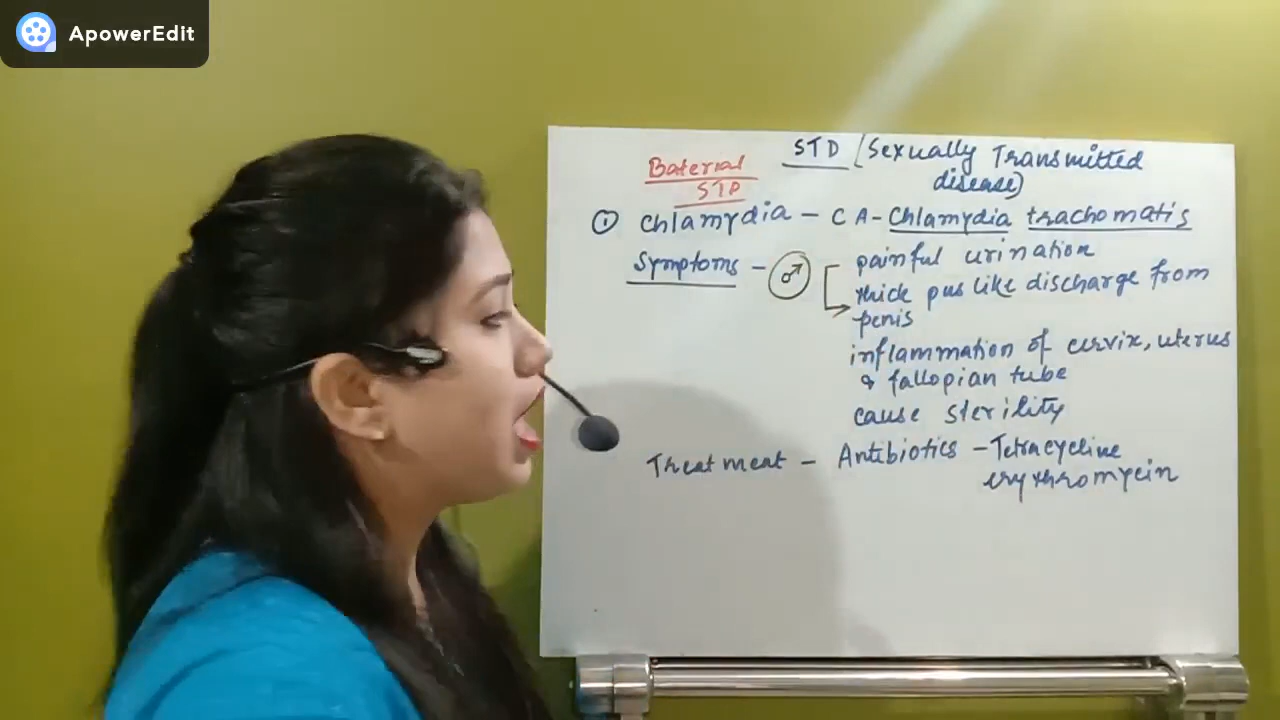 ApowerEdit
STD (Sexually Transmitted
disease)
Baterial
STD
① Chlamydia - CA - Chlamydia trachomatis
Symptoms - ♂ painful urination
thick pus like discharge from
penis
inflammation of cervix, uterus
& fallopian tube
cause sterility
Treatment - Antibiotics - Tetracycline
erythromycin